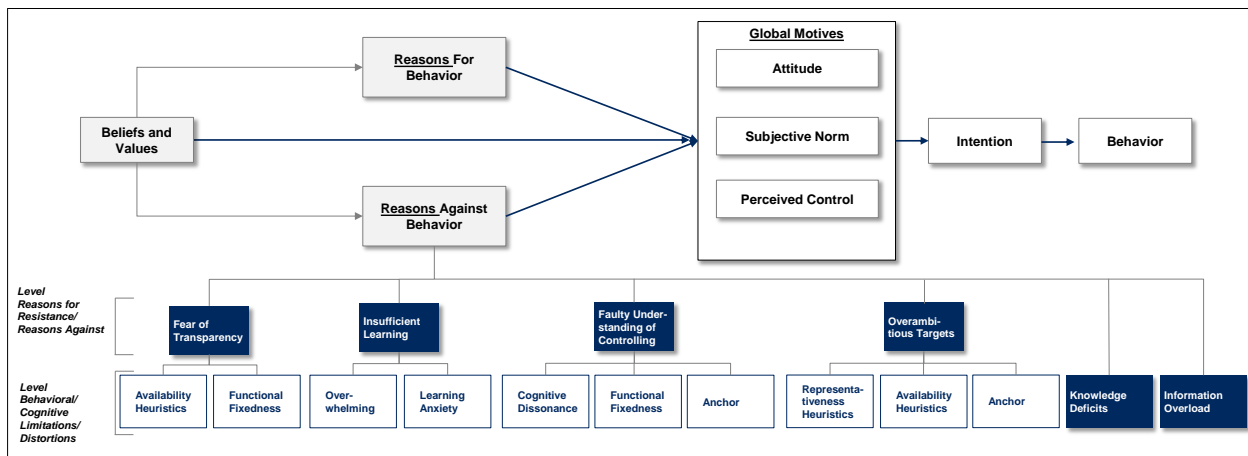 Reasons For
Behavior
Beliefs and
Values
Reasons Against
Behavior
Global Motives
Attitude
Subjective Norm
Perceived Control
Intention
Behavior
Level
Reasons for
Resistance/
Reasons Against
Fear of
Transparency
Insufficient
Learning
Faulty Under-
standing of
Controlling
Overambi-
tious Targets
Level
Behavioral/
Cognitive
Limitations/
Distortions
Availability
Heuristics
Functional
Fixedness
Over-
whelming
Learning
Anxiety
Cognitive
Dissonance
Functional
Fixedness
Anchor
Representa-
tiveness
Heuristics
Availability
Heuristics
Anchor
Knowledge
Deficits
Information
Overload